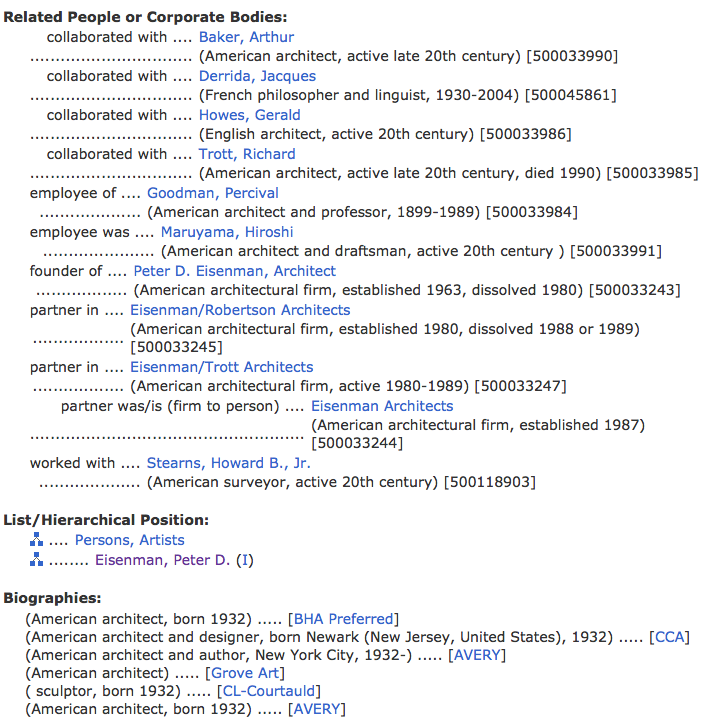 Related People or Corporate Bodies:
collaborated with .... Baker, Arthur
................................ (American architect, active late 20th century) [500033990]
collaborated with .... Derrida, Jacques
................................ (French philosopher and linguist, 1930-2004) [500045861]
collaborated with .... Howes, Gerald
................................ (English architect, active 20th century) [500033986]
collaborated with .... Trott, Richard
................................ (American architect, active late 20th century, died 1990) [500033985]
employee of .... Goodman, Percival
.................... (American architect and professor, 1899-1989) [500033984]
employee was .... Maruyama, Hiroshi
...................... (American architect and draftsman, active 20th century ) [500033991]
founder of .... Peter D. Eisenman, Architect
.................. (American architectural firm, established 1963, dissolved 1980) [500033243]
partner in .... Eisenman/Robertson Architects
.................. (American architectural firm, established 1980, dissolved 1988 or 1989)
[500033245]
partner in .... Eisenman/Trott Architects
.................. (American architectural firm, active 1980-1989) [500033247]
partner was/is (firm to person) .... Eisenman Architects
...................................................... (American architectural firm, established 1987)
[500033244]
worked with .... Stearns, Howard B., Jr.
.................... (American surveyor, active 20th century) [500118903]
List/Hierarchical Position:
.... Persons, Artists
........ Eisenman, Peter D. (I)
Biographies:
(American architect, born 1932) ..... [BHA Preferred]
(American architect and designer, born Newark (New Jersey, United States), 1932) ..... [CCA]
(American architect and author, New York City, 1932-) ..... [AVERY]
(American architect) ..... [Grove Art]
( sculptor, born 1932) ..... [CL-Courtauld]
(American architect, born 1932) ..... [AVERY]